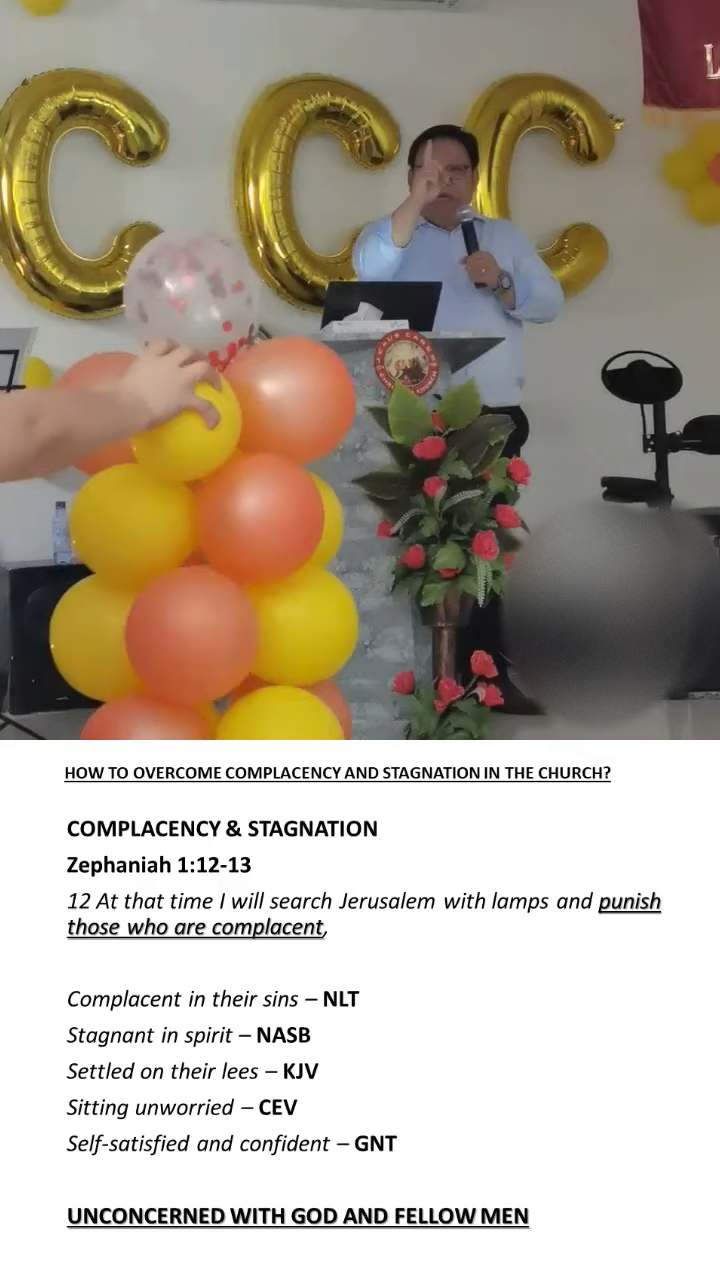 C C C
L
HOW TO OVERCOME COMPLACENCY AND STAGNATION IN THE CHURCH?
COMPLACENCY & STAGNATION
Zephaniah 1:12-13
12 At that time I will search Jerusalem with lamps and punish
those who are complacent,
Complacent in their sins – NLT
Stagnant in spirit – NASB
Settled on their lees – KJV
Sitting unworried – CEV
Self-satisfied and confident – GNT
UNCONCERNED WITH GOD AND FELLOW MEN